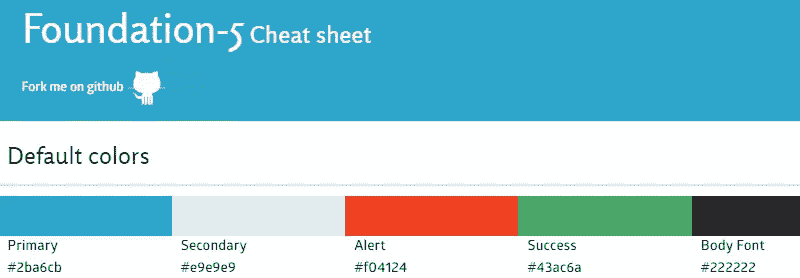 Foundation-5 Cheat sheet
Fork me on github
Default colors
Primary Secondary Alert Success Body Font
#2ba6cb #e9e9e9 #f04124 #43ac6a #222222